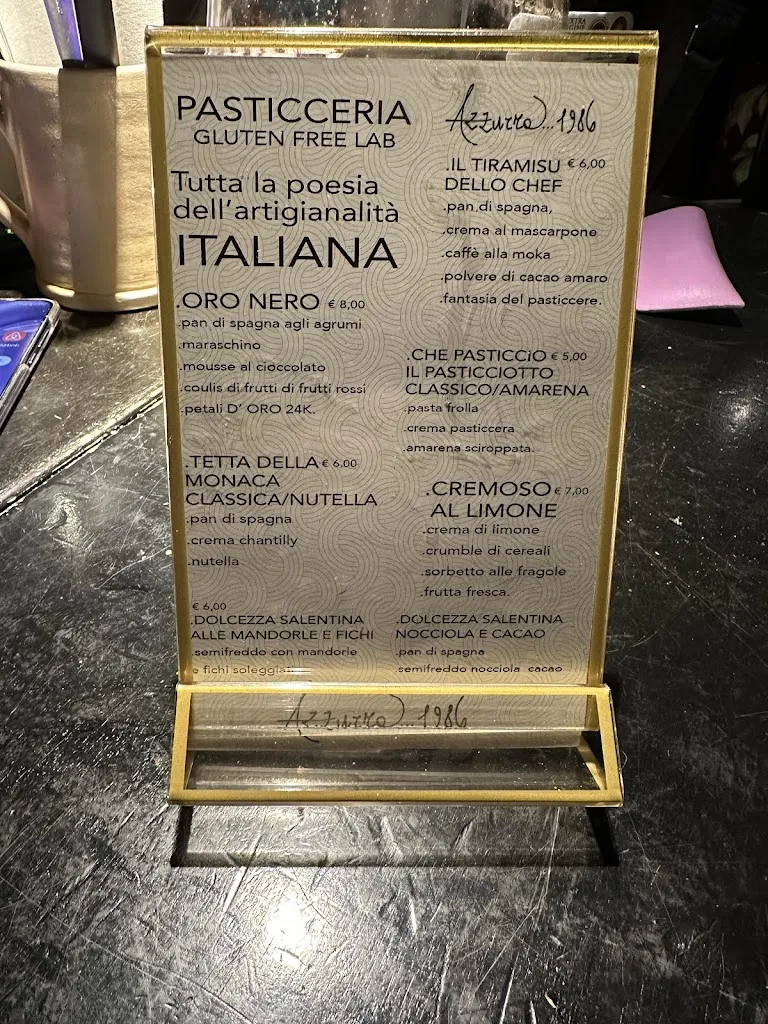 PASTICCERIA
GLUTEN FREE LAB
Tutta la poesia
dell'artigianalità
ITALIANA
.ORO NERO € 8,00
.pan di spagna agli agrumi
.maraschino
.mousse al cioccolato
.coulis di frutti di frutti rossi
.petali D' ORO 24K.
.TETTA DELLA € 6,00
MONACA
CLASSICA/NUTELLA
.pan di spagna
.crema chantilly
.nutella
€ 6,00
.DOLCEZZA SALENTINA
ALLE MANDORLE E FICHI
.semifreddo con mandorle
e fichi soleggiati
Azzurra...1986
.IL TIRAMISU € 6,00
DELLO CHEF
.pan di spagna,
.crema al mascarpone
.caffè alla moka
.polvere di cacao amaro
.fantasia del pasticcere.
.CHE PASTICCiO € 5,00
IL PASTICCIOTTO
CLASSICO/AMARENA
.pasta frolla
.crema pasticcera
.amarena sciroppata.
.CREMOSO € 7,00
AL LIMONE
.crema di limone
.crumble di cereali
.sorbetto alle fragole
.frutta fresca.
.DOLCEZZA SALENTINA
NOCCIOLA E CACAO
.pan di spagna
.semifreddo nocciola cacao
Azzurra...1986